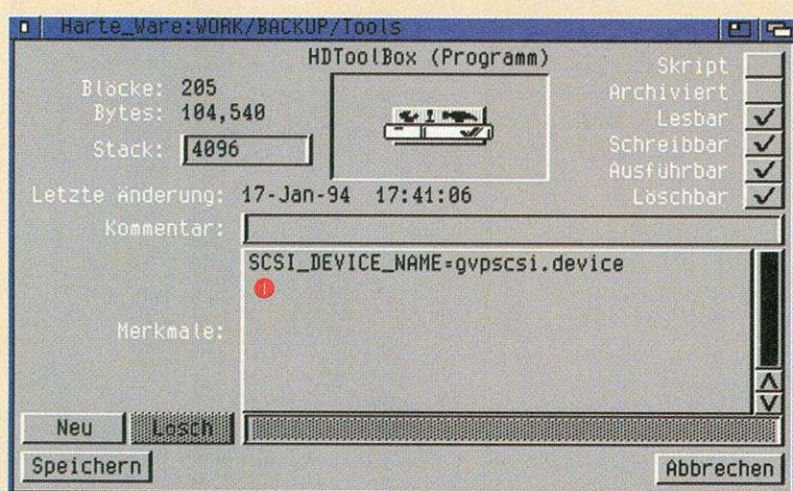 Harte_Ware:WORK/BACKUP/Tools
HDToolBox (Programm)
Blöcke: 205
Bytes: 104,540
Stack: 4096
Skript
Archiviert
Lesbar
Schreibbar
Ausführbar
Löschbar
Letzte Änderung: 17-Jan-94 17:41:06
Kommentar:
SCSI_DEVICE_NAME=gvpscsi.device
1
Merkmale:
Neu
Lösch
Speichern
Abbrechen